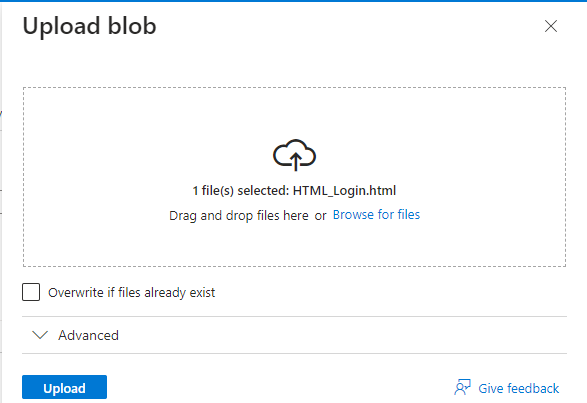 Upload blob
1 file(s) selected: HTML_Login.html
Drag and drop files here or Browse for files
Overwrite if files already exist
Advanced
Upload
Give feedback